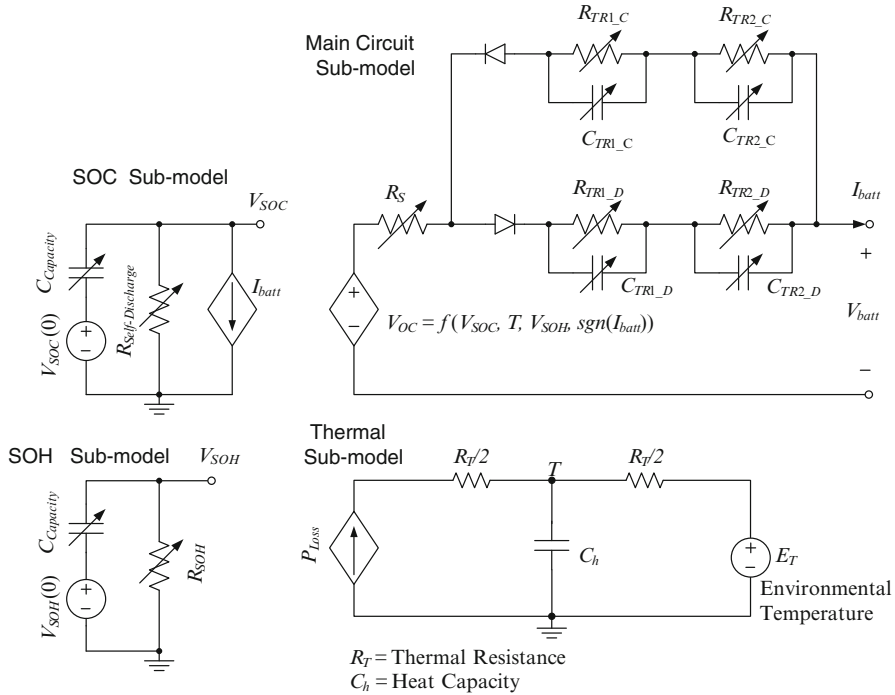 Main Circuit
Sub-model
R_TR1_C
R_TR2_C
C_TR1_C
C_TR2_C
SOC Sub-model
V_SOC
C_Capacity
V_SOC(0)
R_Self-Discharge
I_batt
R_S
R_TR1_D
R_TR2_D
C_TR1_D
C_TR2_D
I_batt
+
V_batt
−
+
−
+
−
V_OC = f(V_SOC, T, V_SOH, sgn(I_batt))
SOH Sub-model
V_SOH
C_Capacity
V_SOH(0)
+
−
R_SOH
Thermal
Sub-model
R_T/2
T
R_T/2
P_Loss
C_h
+
−
E_T
Environmental
Temperature
R_T = Thermal Resistance
C_h = Heat Capacity